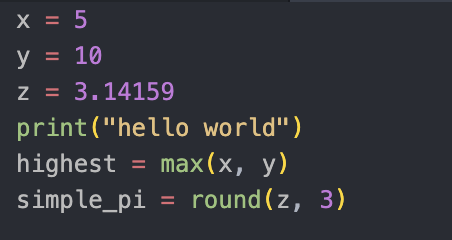 x = 5
y = 10
z = 3.14159
print("hello world")
highest = max(x, y)
simple_pi = round(z, 3)